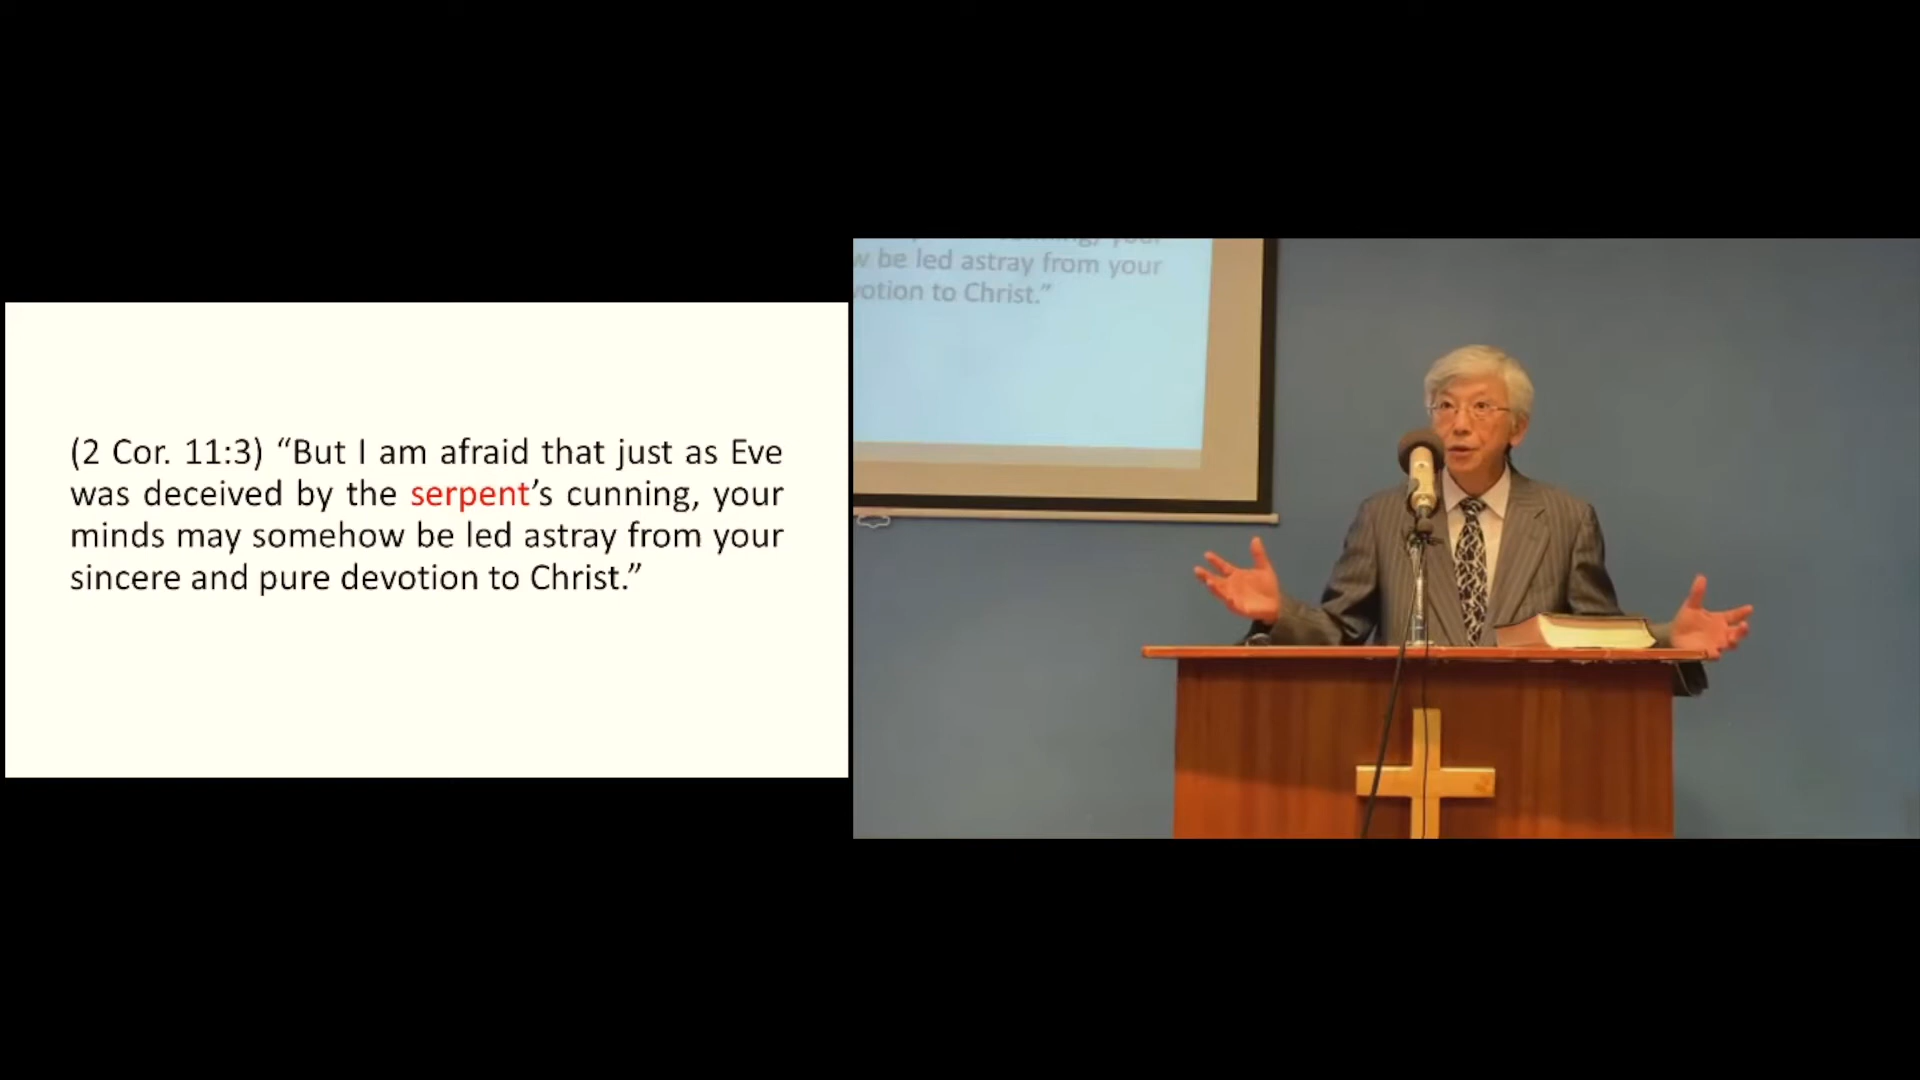 (2 Cor. 11:3) “But I am afraid that just as Eve
was deceived by the serpent’s cunning, your
minds may somehow be led astray from your
sincere and pure devotion to Christ.”
be led astray from your
to Christ.”